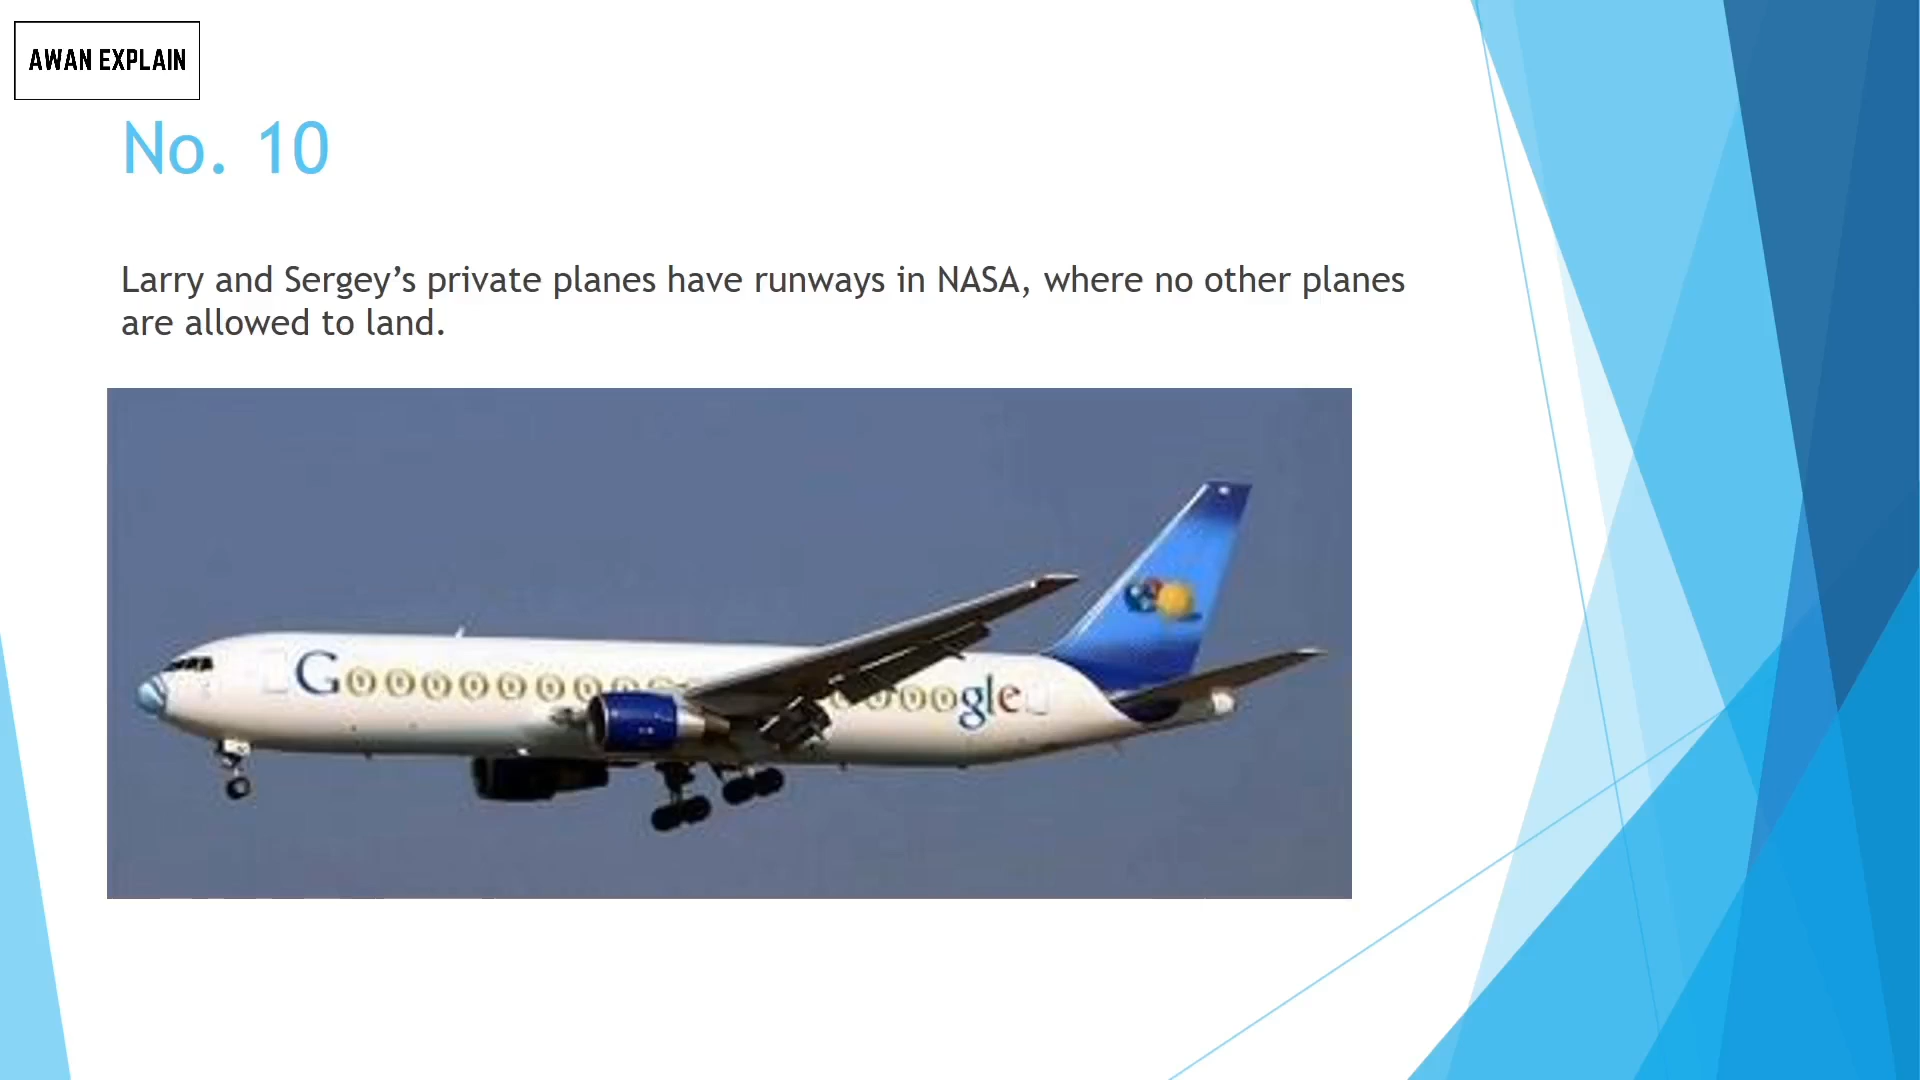 AWAN EXPLAIN
No. 10
Larry and Sergey’s private planes have runways in NASA, where no other planes
are allowed to land.